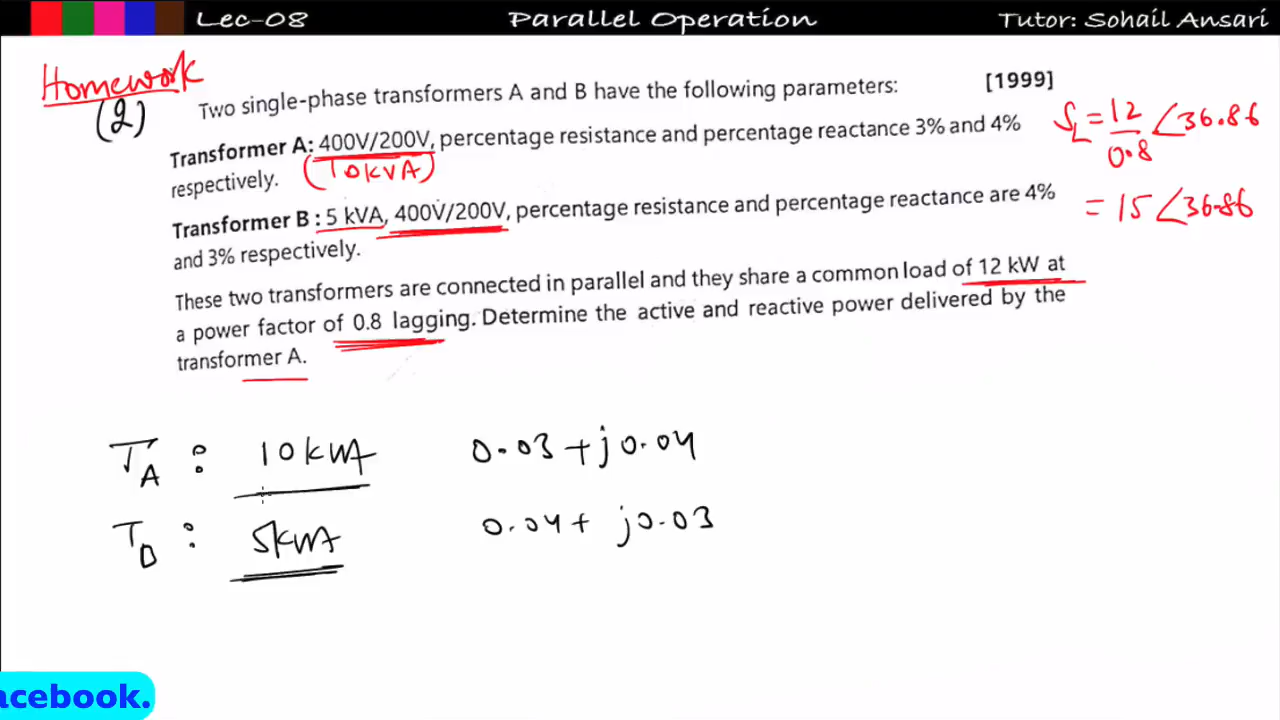 Lec-08 Parallel Operation Tutor: Sohail Ansari
Homework
(2) Two single-phase transformers A and B have the following parameters: [1999]
Transformer A: 400V/200V, percentage resistance and percentage reactance 3% and 4%
respectively. (10kVA)
Transformer B : 5 kVA, 400V/200V, percentage resistance and percentage reactance are 4%
and 3% respectively.
These two transformers are connected in parallel and they share a common load of 12 kW at
a power factor of 0.8 lagging. Determine the active and reactive power delivered by the
transformer A.
SL = 12/0.8 ∠36.86
= 15 ∠36.86
TA : 10kVA 0.03+j0.04
TB : 5kVA 0.04+ j0.03
acebook.